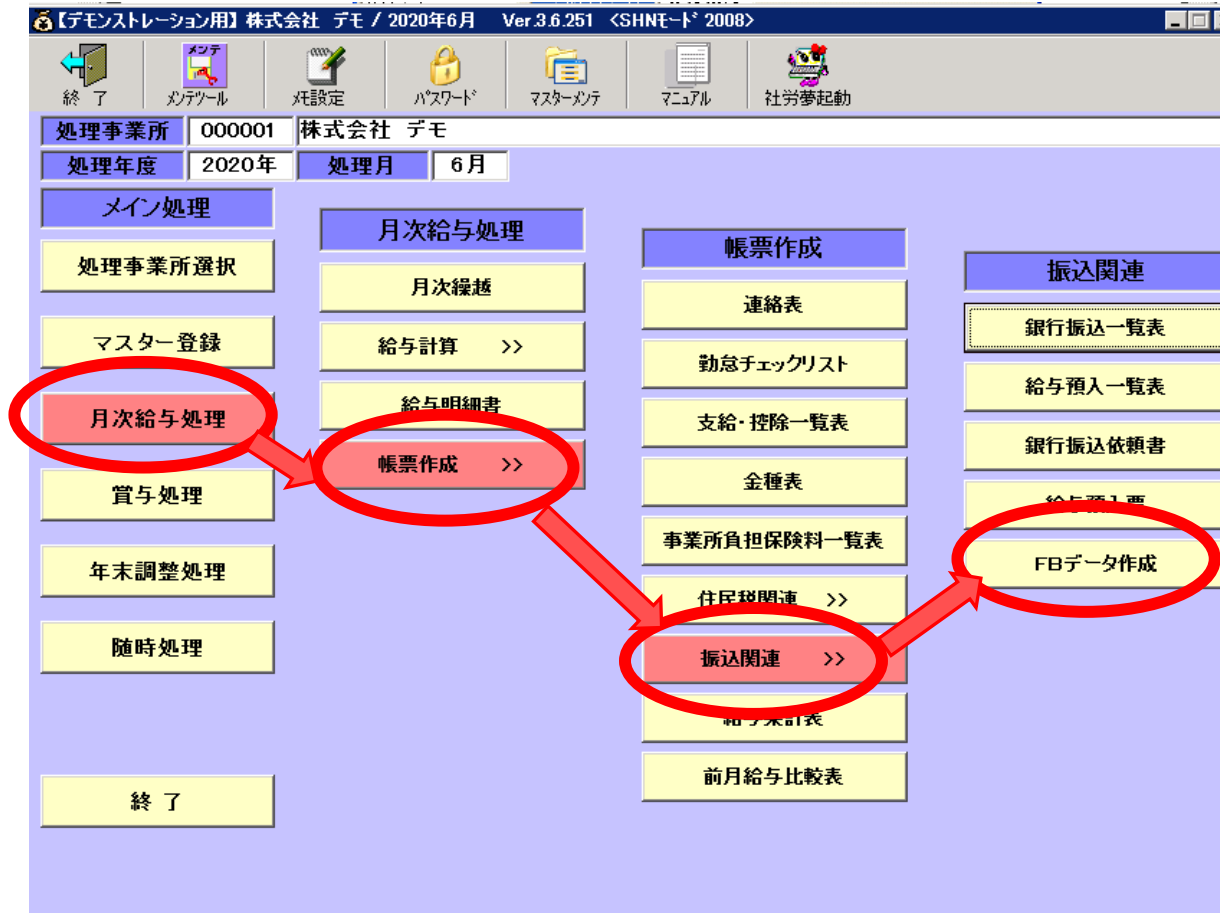 【デモンストレーション用】株式会社 デモ / 2020年6月 Ver.3.6.251 <SHNモード 2008>
メンテ
終 了 メンテツール メモ設定 パスワード マスターメンテ マニュアル 社労夢起動
処理事業所 000001 株式会社 デモ
処理年度 2020年 処理月 6月
メイン処理
処理事業所選択
マスター登録
月次給与処理
賞与処理
年末調整処理
随時処理
終 了
月次給与処理
月次繰越
給与計算 >>
給与明細書
帳票作成 >>
帳票作成
連絡表
勤怠チェックリスト
支給・控除一覧表
金種表
事業所負担保険料一覧表
住民税関連 >>
振込関連 >>
給与集計表
前月給与比較表
振込関連
銀行振込一覧表
給与預入一覧表
銀行振込依頼書
給与預入票
FBデータ作成